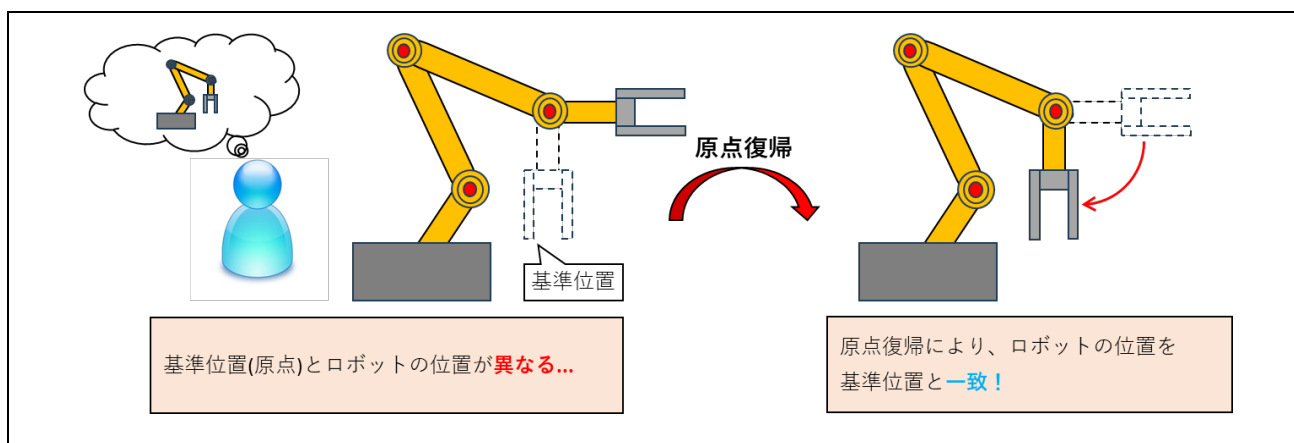 原点復帰
基準位置
基準位置(原点)とロボットの位置が異なる...
原点復帰により、ロボットの位置を
基準位置と一致！